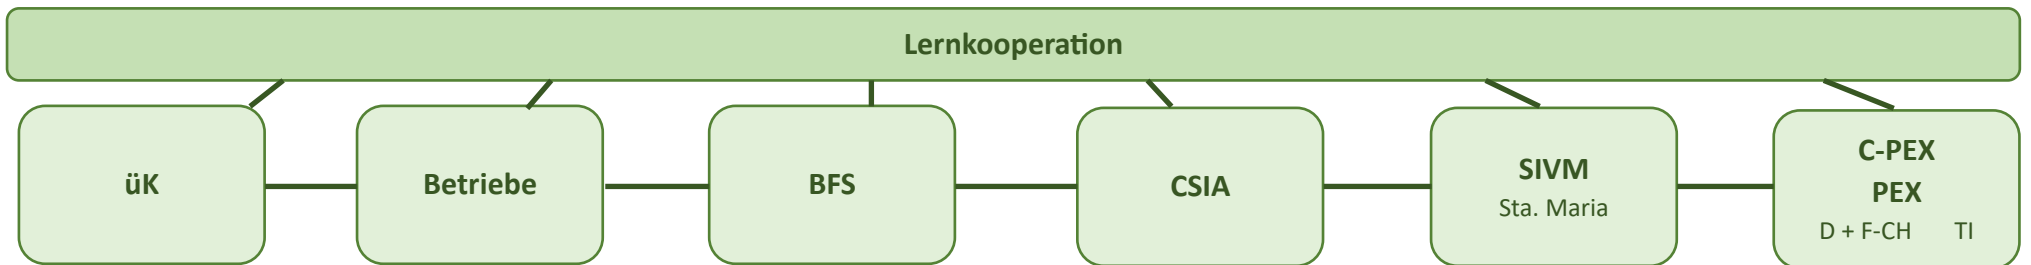 Lernkooperation
üK
Betriebe
BFS
CSIA
SIVM
Sta. Maria
C-PEX
PEX
D + F-CH TI